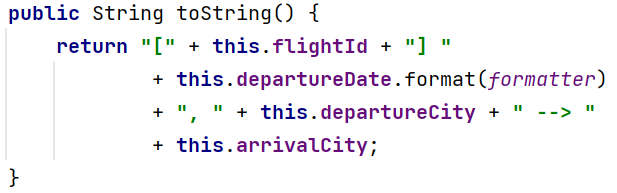 public String toString() {
    return "[" + this.flightId + "] "
            + this.departureDate.format(formatter)
            + ", " + this.departureCity + " --> "
            + this.arrivalCity;
}